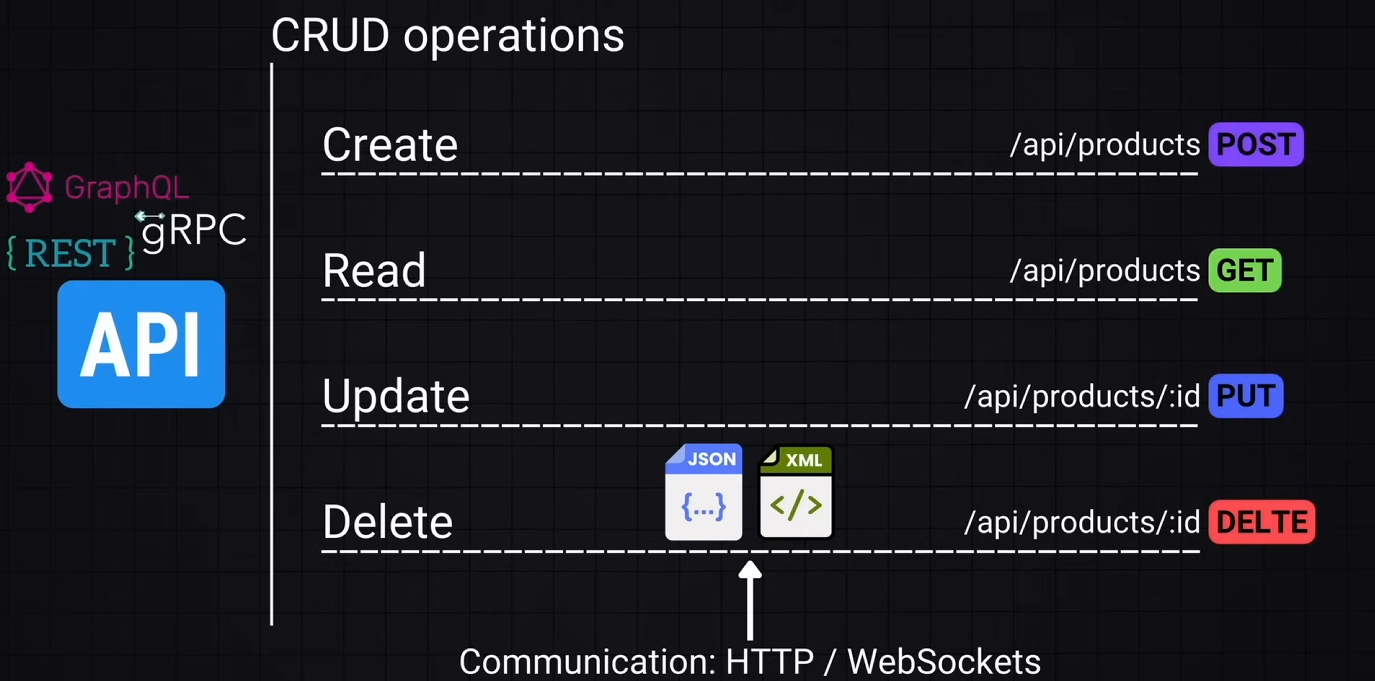 CRUD operations
Create
/api/products POST
GraphQL
gRPC
{ REST }
API
Read
/api/products GET
Update
/api/products/:id PUT
JSON
{...}
XML
</>
Delete
/api/products/:id DELTE
Communication: HTTP / WebSockets